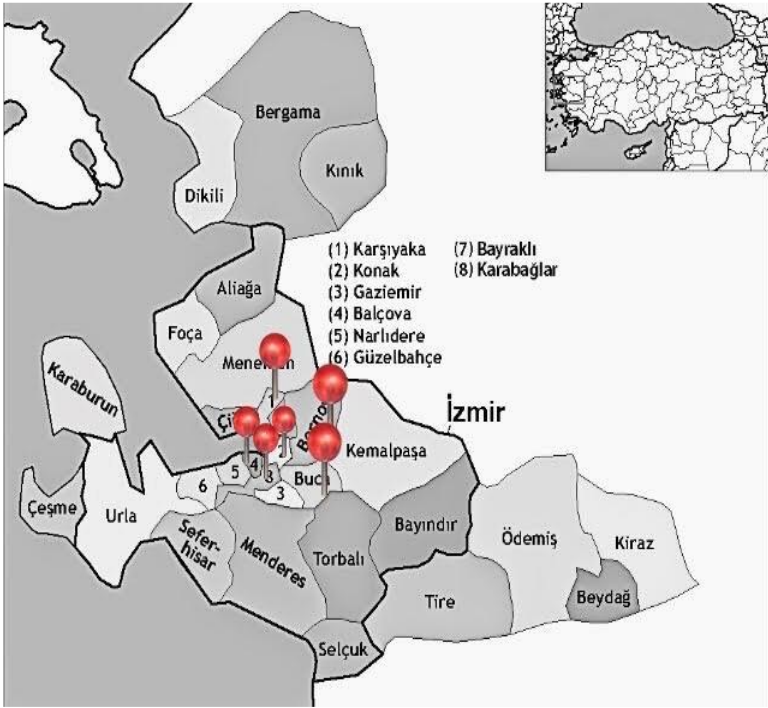 Bergama
Kınık
Dikili
(1) Karşıyaka
(2) Konak
(3) Gaziemir
(4) Balçova
(5) Narlıdere
(6) Güzelbahçe
(7) Bayraklı
(8) Karabağlar
Aliağa
Foça
Karaburun
1
İzmir
Kemalpaşa
4
5
6
3
Çeşme
Urla
Sefer-
hisar
Menderes
Torbalı
Bayındır
Ödemiş
Kiraz
Beydağ
Tire
Selçuk